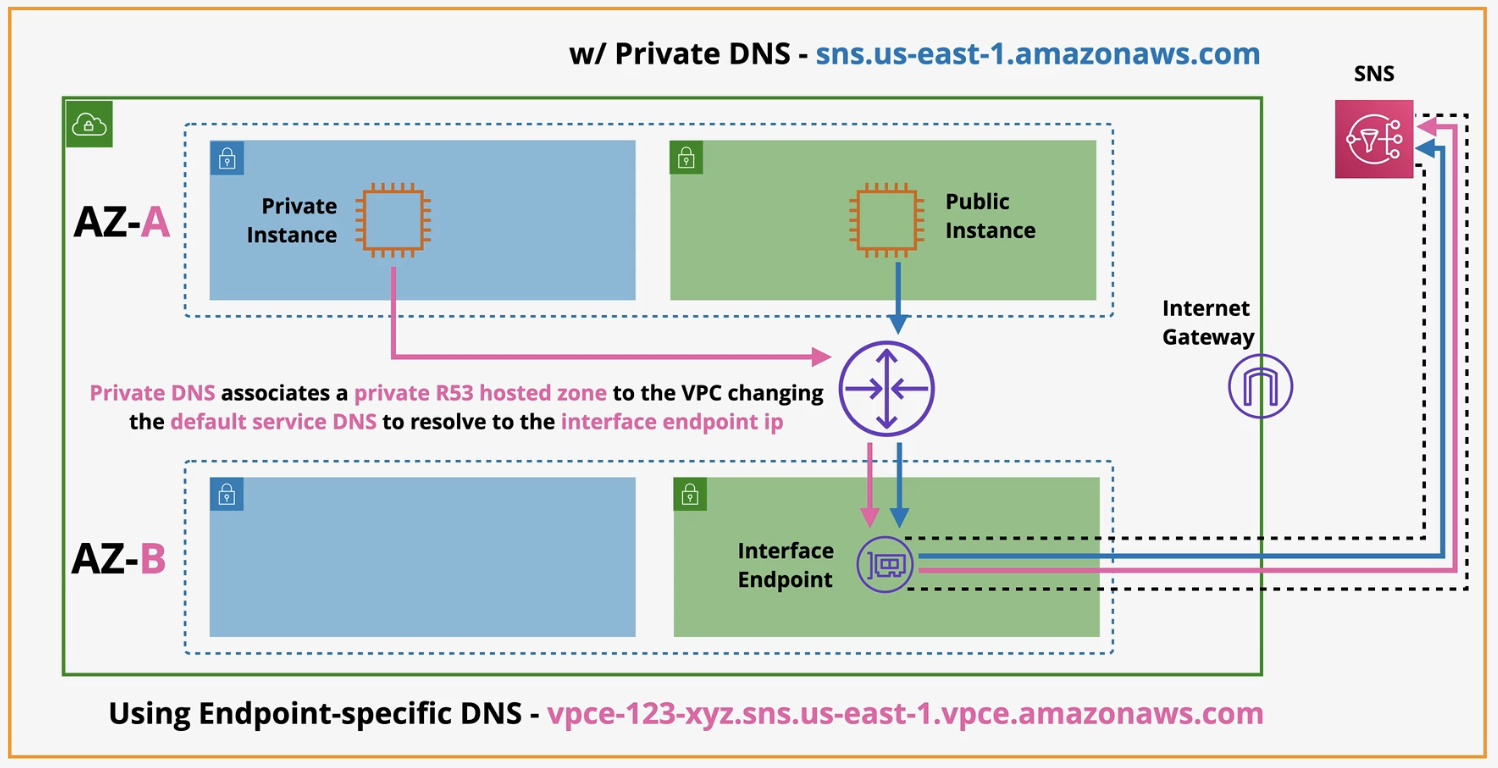 w/ Private DNS - sns.us-east-1.amazonaws.com
SNS
AZ-A
Private
Instance
Public
Instance
Internet
Gateway
Private DNS associates a private R53 hosted zone to the VPC changing
the default service DNS to resolve to the interface endpoint ip
AZ-B
Interface
Endpoint
Using Endpoint-specific DNS - vpce-123-xyz.sns.us-east-1.vpce.amazonaws.com